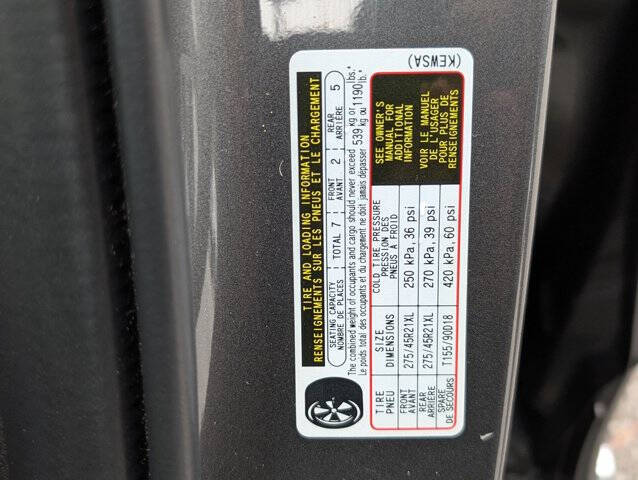 TIRE AND LOADING INFORMATION
RENSEIGNEMENTS SUR LES PNEUS ET LE CHARGEMENT
SEATING CAPACITY TOTAL 7 FRONT 2 REAR 5
NOMBRE DE PLACES AVANT ARRIÈRE
The combined weight of occupants and cargo should never exceed 539 kg or 1190 lbs.*
Le poids total des occupants et du chargement ne doit jamais dépasser kg ou lb.*
TIRE SIZE COLD TIRE PRESSURE
PNEU DIMENSIONS PRESSION DES PNEUS A FROID
FRONT AVANT 275/45R21XL 250 kPa, 36 psi
REAR ARRIÈRE 275/45R21XL 270 kPa, 39 psi
SPARE DE SECOURS T155/90D18 420 kPa, 60 psi
SEE OWNER'S
MANUAL FOR
ADDITIONAL
INFORMATION
VOIR LE MANUEL
DE L'USAGER
POUR PLUS DE
RENSEIGNEMENTS
(KEWSA)